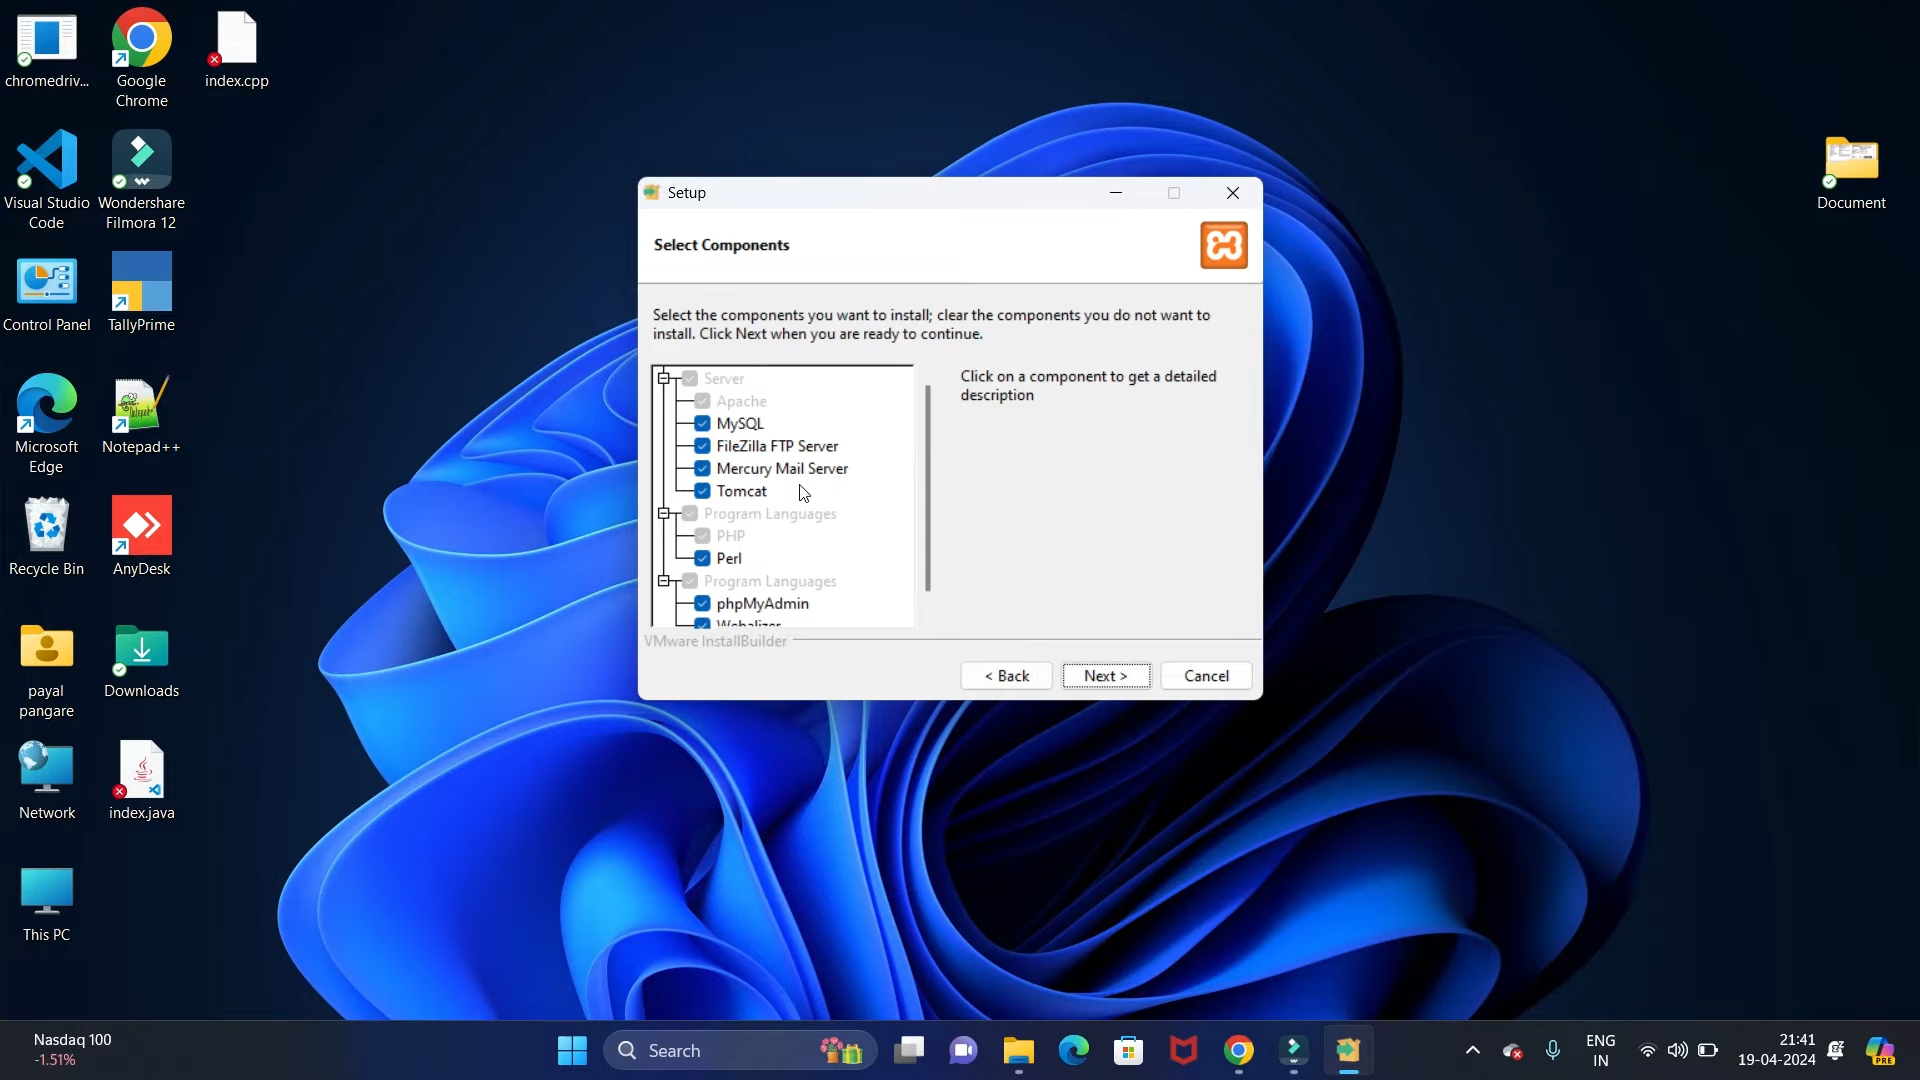 chromedriv...
Google
Chrome
index.cpp
Visual Studio
Code
Wondershare
Filmora 12
Document
Control Panel
TallyPrime
Microsoft
Edge
Notepad++
Recycle Bin
AnyDesk
payal
pangare
Downloads
Network
index.java
This PC
Setup
Select Components
Select the components you want to install; clear the components you do not want to
install. Click Next when you are ready to continue.
Server
Apache
MySQL
FileZilla FTP Server
Mercury Mail Server
Tomcat
Program Languages
PHP
Perl
Program Languages
phpMyAdmin
Webalizer
Click on a component to get a detailed
description
VMware InstallBuilder
< Back
Next >
Cancel
Nasdaq 100
-1.51%
Search
ENG
IN
21:41
19-04-2024
PRE